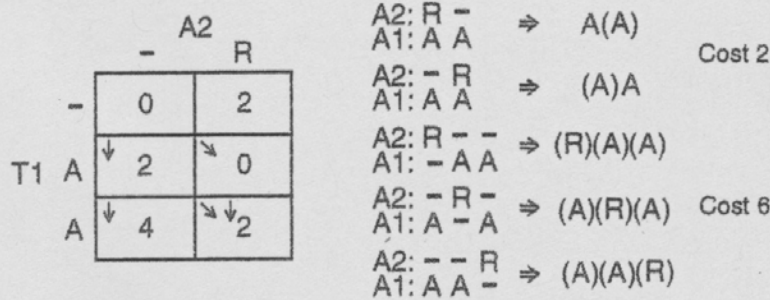 A2
- R
- 0 2
T1 A ↓ 2 ↘ 0
A ↓ 4 ↘ ↓ 2
A2: R -
A1: A A ⇒ A(A)
Cost 2
A2: - R
A1: A A ⇒ (A)A
A2: R - -
A1: - A A ⇒ (R)(A)(A)
A2: - R -
A1: A - A ⇒ (A)(R)(A) Cost 6
A2: - - R
A1: A A - ⇒ (A)(A)(R)